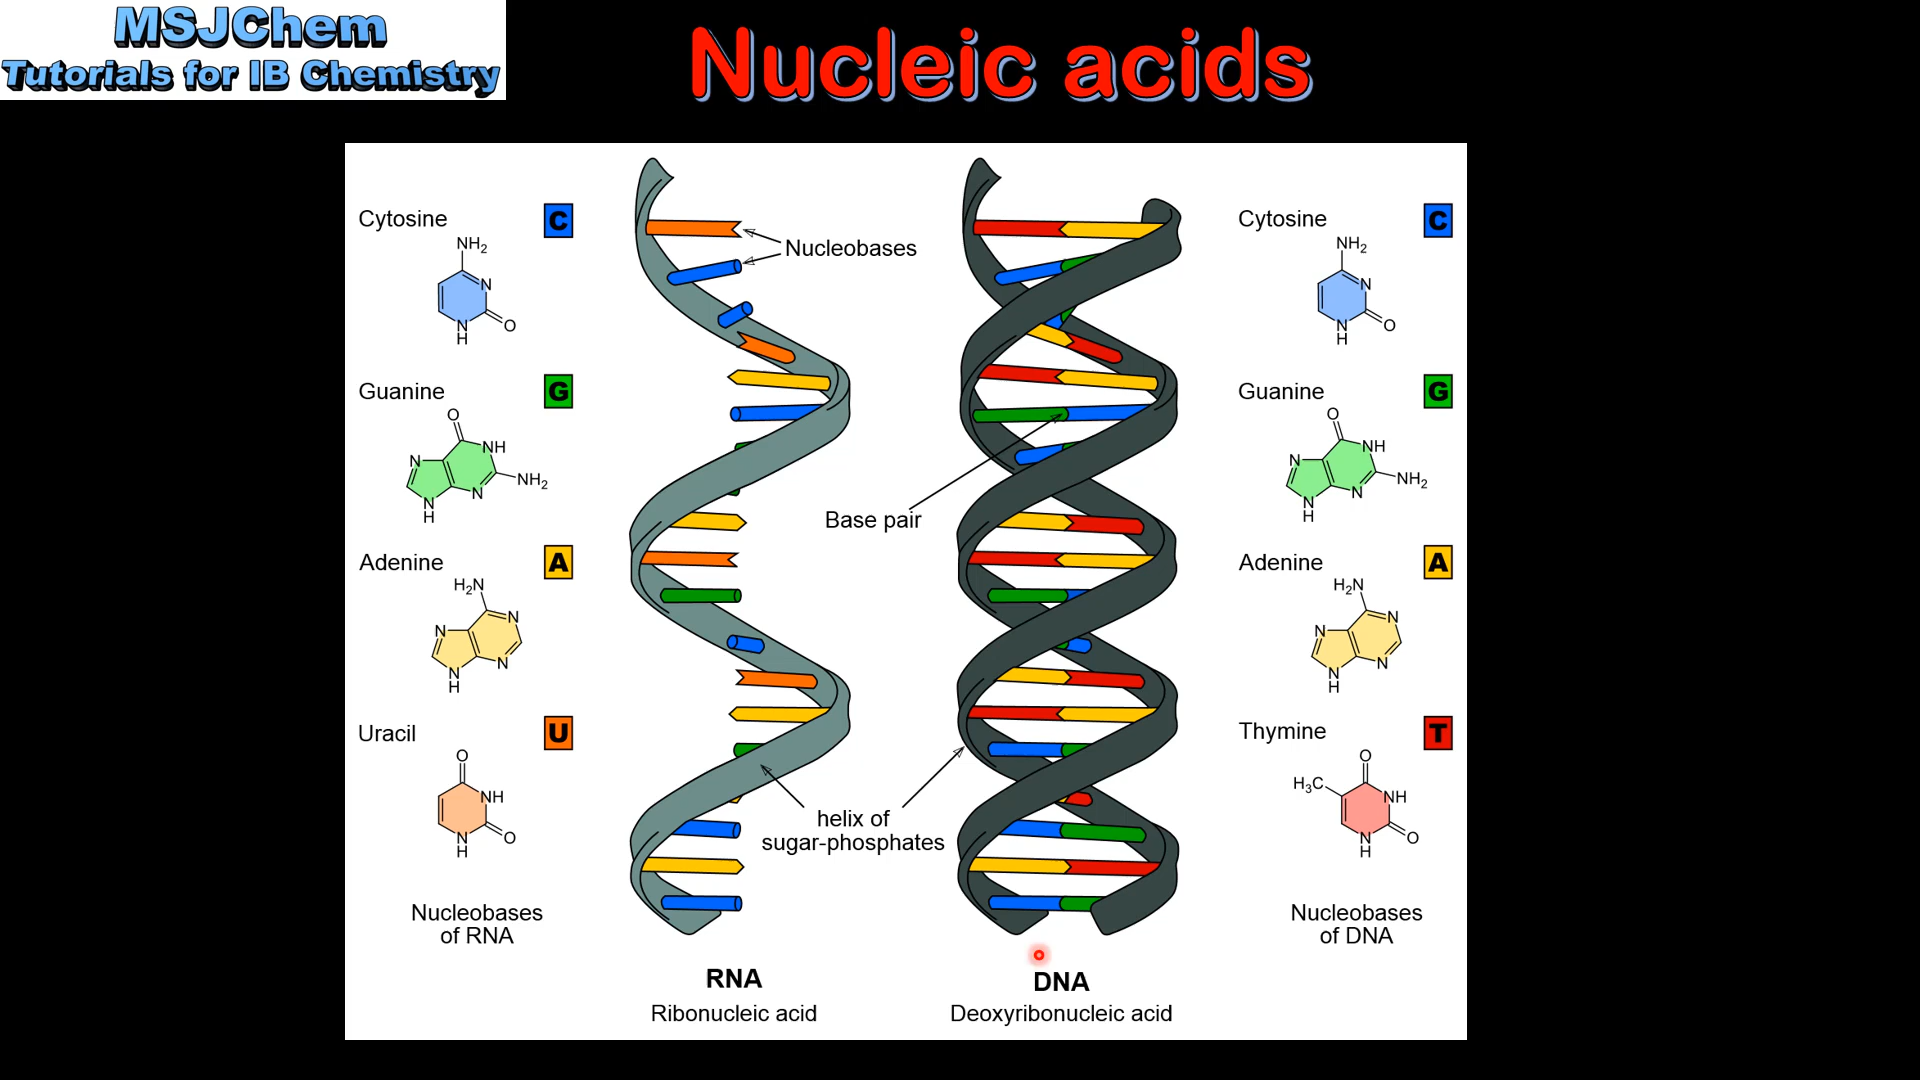 MSJChem
Tutorials for IB Chemistry
Nucleic acids
Cytosine
C
NH2
N
O
N
H
Guanine
G
O
NH
N
NH2
N
N
H
Adenine
A
H2N
N
N
N
N
H
Uracil
U
O
NH
O
N
H
Nucleobases
of RNA
Nucleobases
Base pair
helix of
sugar-phosphates
RNA
Ribonucleic acid
DNA
Deoxyribonucleic acid
Cytosine
C
NH2
N
O
N
H
Guanine
G
O
NH
N
NH2
N
N
H
Adenine
A
H2N
N
N
N
N
H
Thymine
T
O
H3C
NH
O
N
H
Nucleobases
of DNA